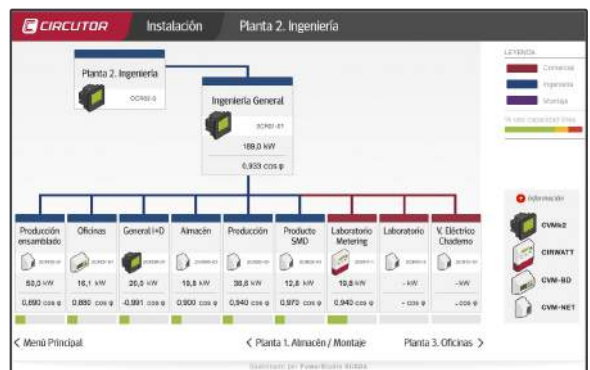 CIRCUTOR Instalación Planta 2. Ingeniería
LEYENDA
Comercial
Ingeniería
Montaje
Planta 2. Ingeniería
Ingeniería General
189,0 kW
0,939 cos φ
Información
CVMk2
CIRWATT
CVM-BD
CVM-NET
Producción ensamblado Oficinas General I+D Almacén Producción Producto SMD Laboratorio Metering Laboratorio V. Eléctrico Chademo
53,0 kW 16,1 kW 20,0 kW 19,8 kW 38,6 kW 12,8 kW 19,8 kW - kW - kW
0,890 cos φ 0,880 cos φ -0,991 cos φ 0,900 cos φ 0,940 cos φ 0,970 cos φ 0,940 cos φ - cos φ - cos φ
< Menú Principal < Planta 1. Almacén / Montaje Planta 3. Oficinas >